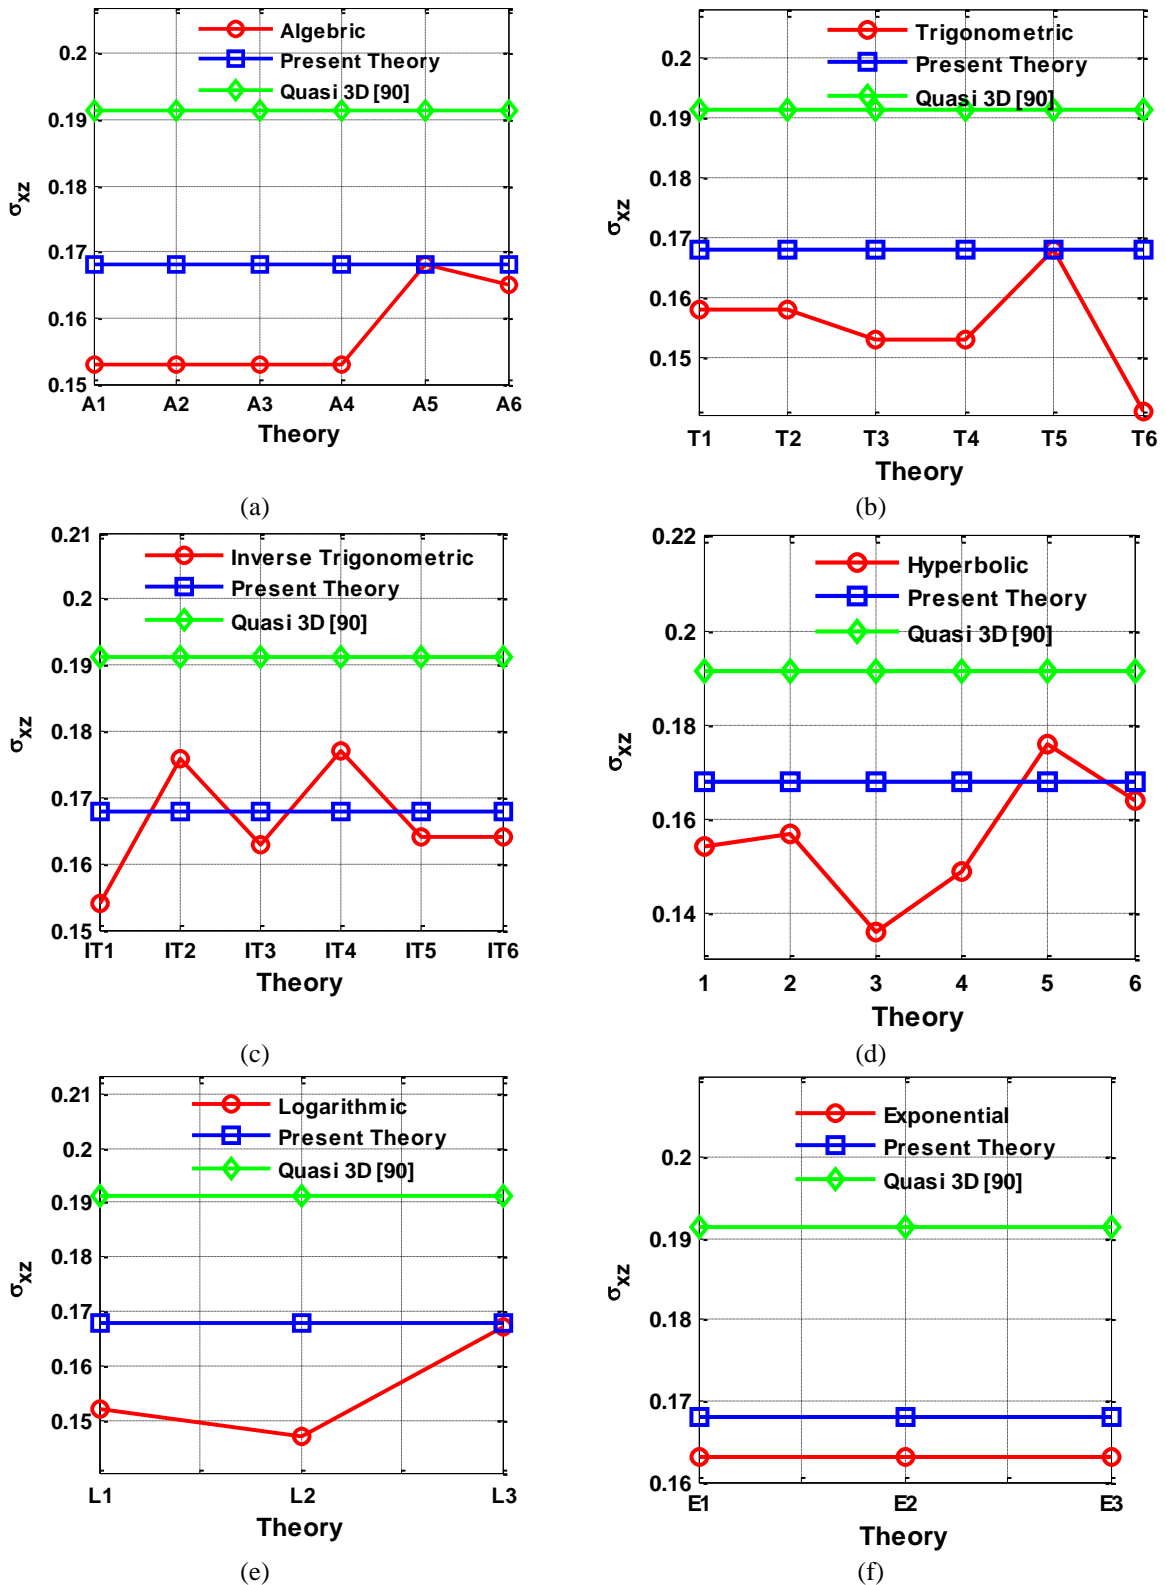 Algebric
Present Theory
Quasi 3D [90]
0.2
0.19
0.18
0.17
0.16
0.15
σxz
A1 A2 A3 A4 A5 A6
Theory
(a)
Trigonometric
Present Theory
Quasi 3D [90]
0.2
0.19
0.18
0.17
0.16
0.15
σxz
T1 T2 T3 T4 T5 T6
Theory
(b)
Inverse Trigonometric
Present Theory
Quasi 3D [90]
0.21
0.2
0.19
0.18
0.17
0.16
0.15
σxz
IT1 IT2 IT3 IT4 IT5 IT6
Theory
(c)
Hyperbolic
Present Theory
Quasi 3D [90]
0.22
0.2
0.18
0.16
0.14
σxz
1 2 3 4 5 6
Theory
(d)
Logarithmic
Present Theory
Quasi 3D [90]
0.21
0.2
0.19
0.18
0.17
0.16
0.15
σxz
L1 L2 L3
Theory
(e)
Exponential
Present Theory
Quasi 3D [90]
0.2
0.19
0.18
0.17
0.16
σxz
E1 E2 E3
Theory
(f)